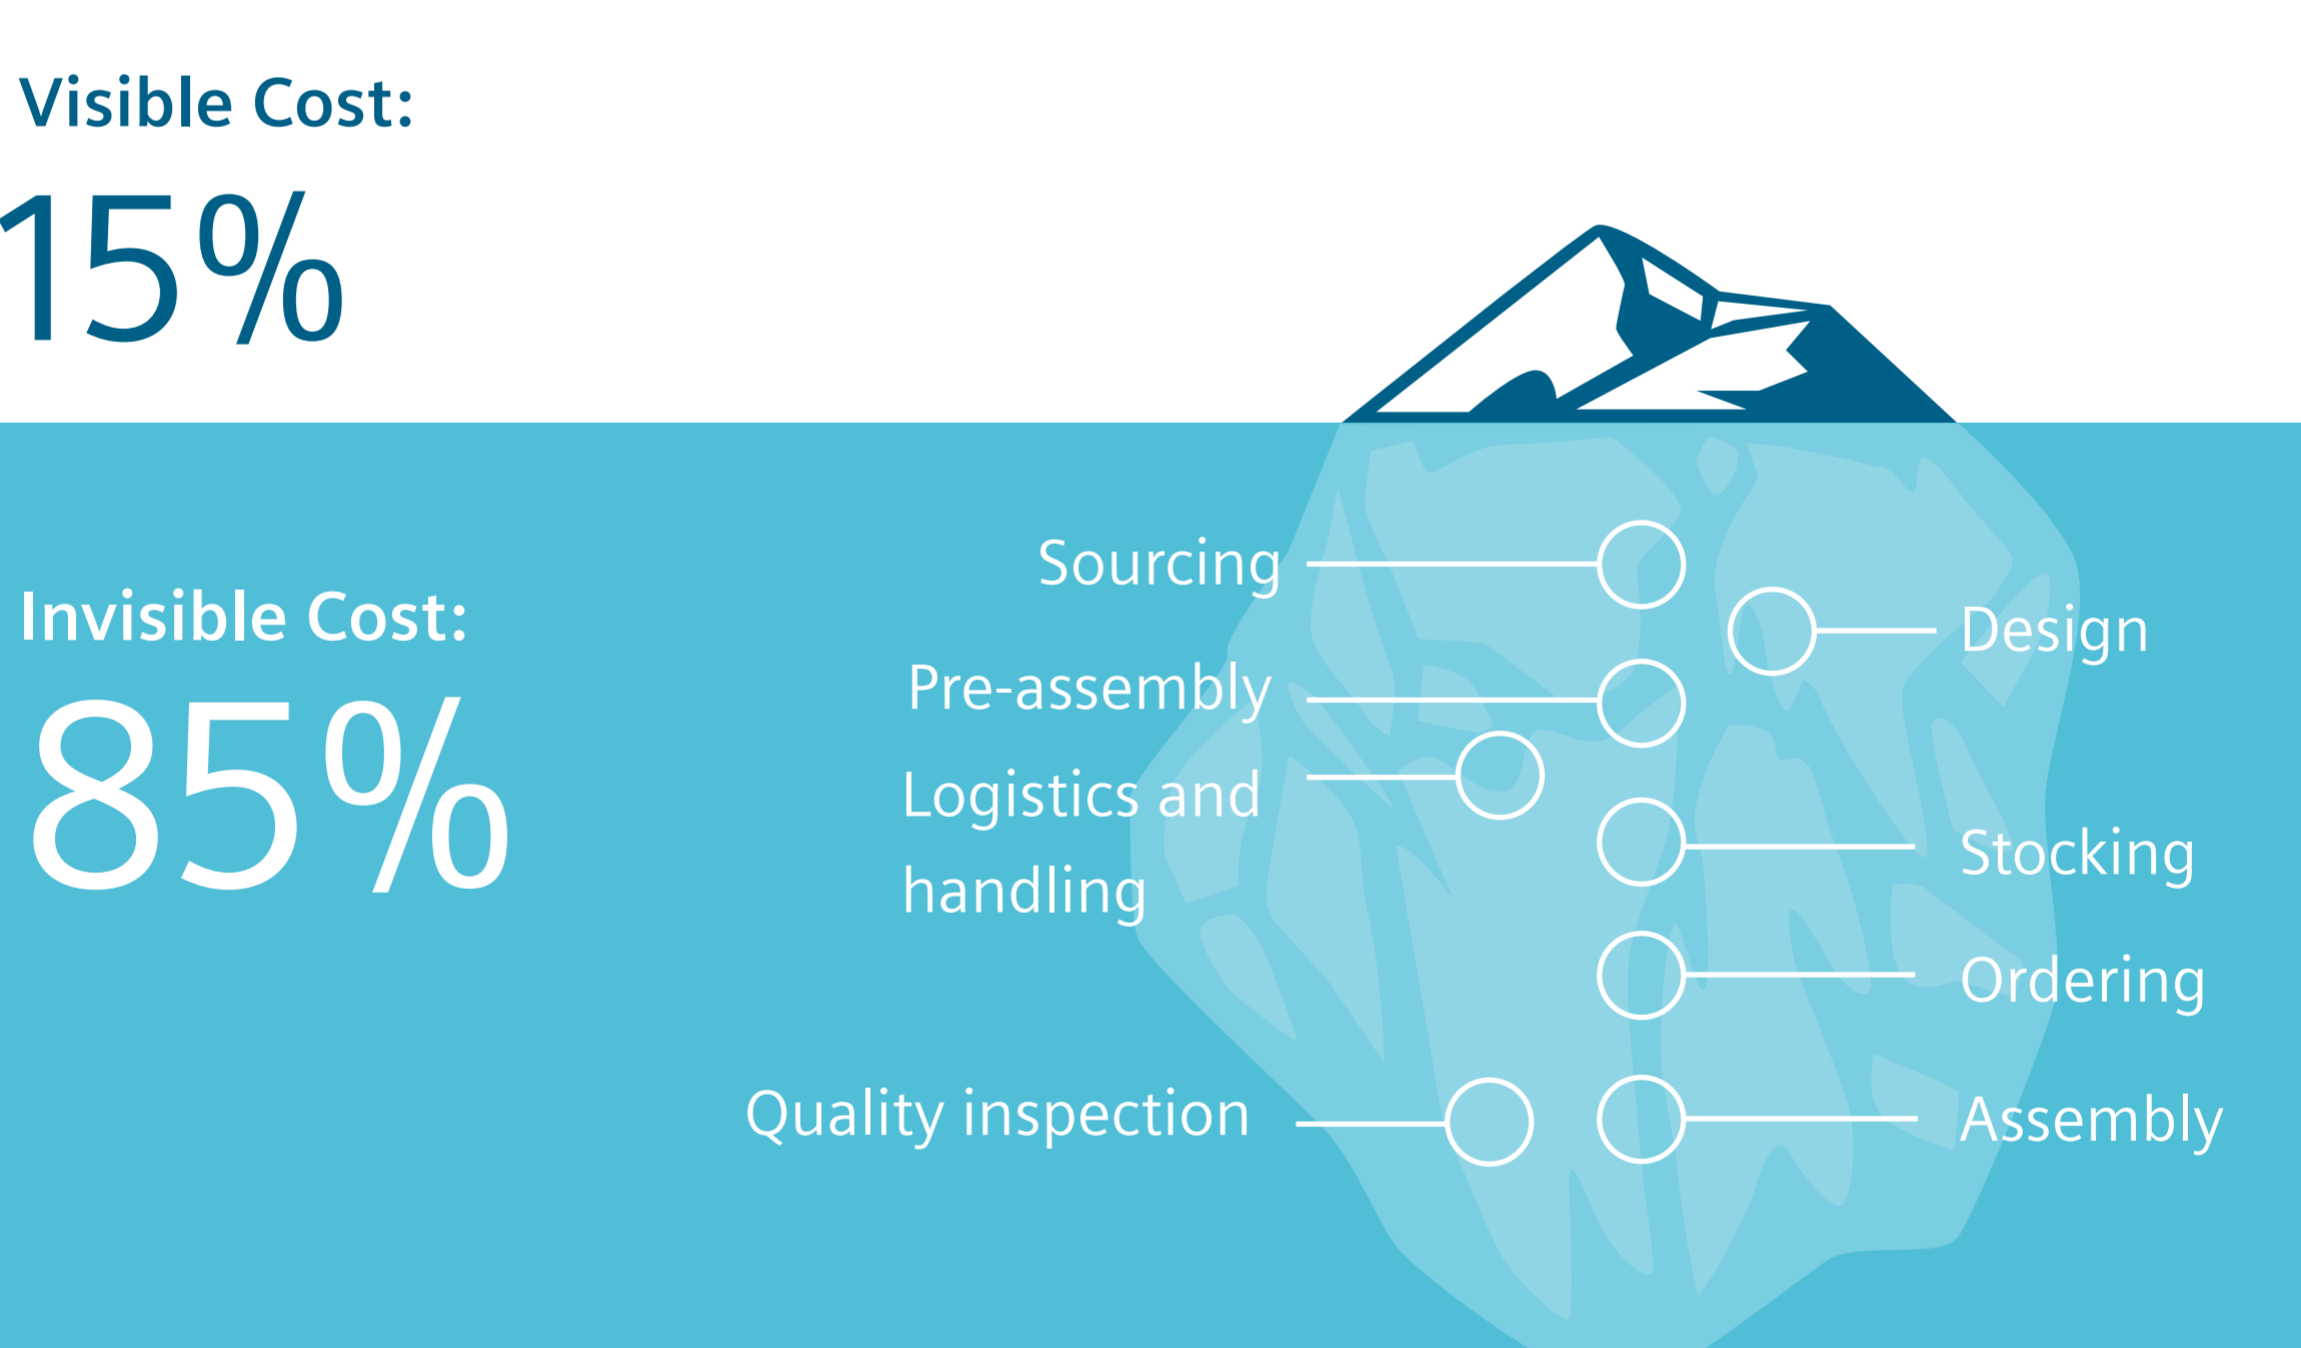 Visible Cost:
15%
Invisible Cost:
85%
Sourcing
Design
Pre-assembly
Logistics and
handling
Stocking
Ordering
Quality inspection
Assembly